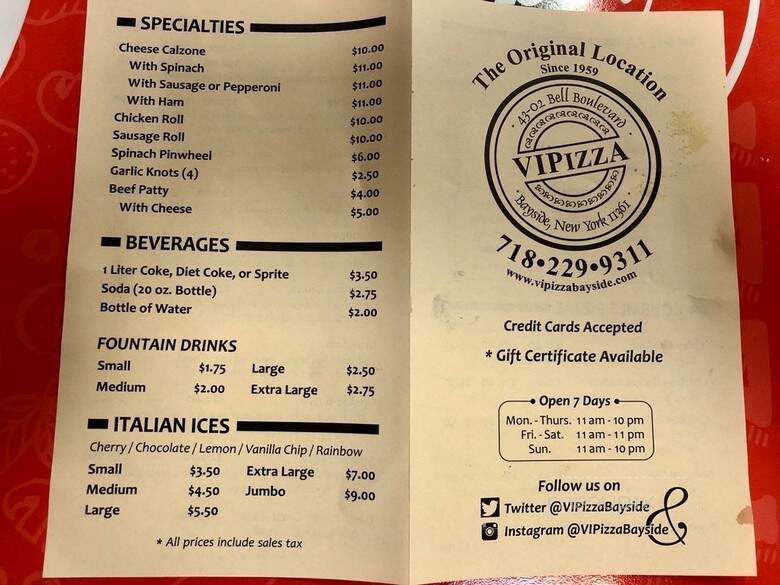 SPECIALTIES
Cheese Calzone $10.00
With Spinach $11.00
With Sausage or Pepperoni $11.00
With Ham $11.00
Chicken Roll $10.00
Sausage Roll $10.00
Spinach Pinwheel $6.00
Garlic Knots (4) $2.50
Beef Patty $4.00
With Cheese $5.00
BEVERAGES
1 Liter Coke, Diet Coke, or Sprite $3.50
Soda (20 oz. Bottle) $2.75
Bottle of Water $2.00
FOUNTAIN DRINKS
Small $1.75 Large $2.50
Medium $2.00 Extra Large $2.75
ITALIAN ICES
Cherry / Chocolate / Lemon / Vanilla Chip / Rainbow
Small $3.50 Extra Large $7.00
Medium $4.50 Jumbo $9.00
Large $5.50
* All prices include sales tax
The Original Location
Since 1959
43-02 Bell Boulevard
VIPIZZA
Bayside, New York 11361
718•229•9311
www.vipizzabayside.com
Credit Cards Accepted
* Gift Certificate Available
• Open 7 Days •
Mon. - Thurs. 11 am - 10 pm
Fri. - Sat. 11 am - 11 pm
Sun. 11 am - 10 pm
Follow us on
Twitter @VIPizzaBayside
&
Instagram @VIPizzaBayside